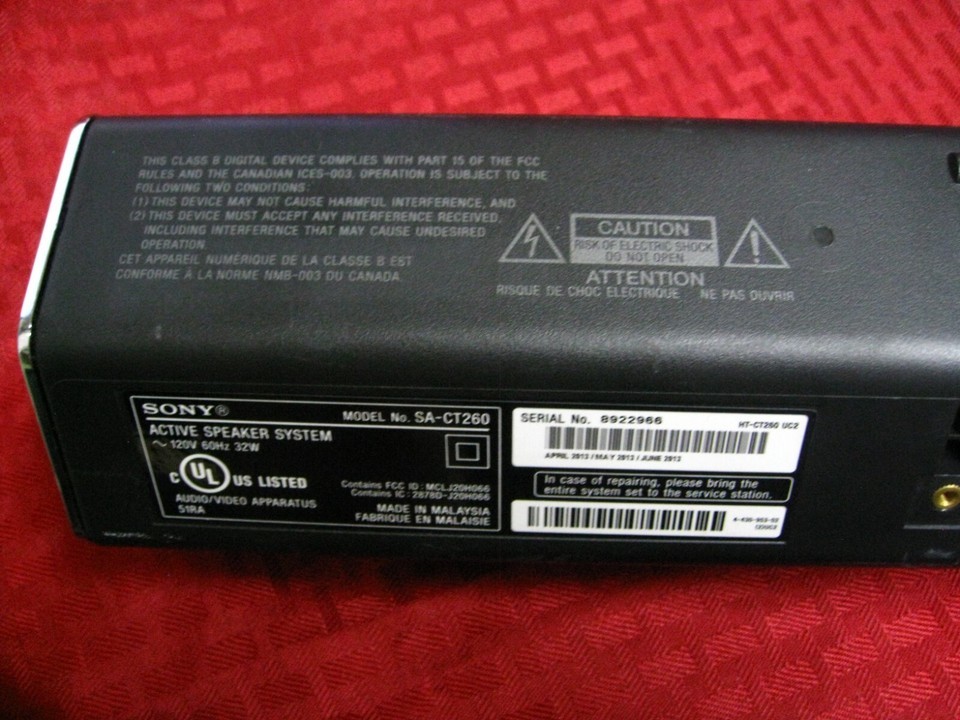 THIS CLASS B DIGITAL DEVICE COMPLIES WITH PART 15 OF THE FCC
RULES AND THE CANADIAN ICES-003. OPERATION IS SUBJECT TO THE
FOLLOWING TWO CONDITIONS:
(1) THIS DEVICE MAY NOT CAUSE HARMFUL INTERFERENCE, AND
(2) THIS DEVICE MUST ACCEPT ANY INTERFERENCE RECEIVED,
INCLUDING INTERFERENCE THAT MAY CAUSE UNDESIRED
OPERATION.
CET APPAREIL NUMÉRIQUE DE LA CLASSE B EST
CONFORME À LA NORME NMB-003 DU CANADA.
CAUTION
RISK OF ELECTRIC SHOCK
DO NOT OPEN
ATTENTION
RISQUE DE CHOC ELECTRIQUE NE PAS OUVRIR
SONY®
MODEL No. SA-CT260
ACTIVE SPEAKER SYSTEM
~ 120V 60Hz 32W
C UL US LISTED
AUDIO/VIDEO APPARATUS
51RA
Contains FCC ID : MCLJ20H066
Contains IC : 2878D-J20H066
MADE IN MALAYSIA
FABRIQUE EN MALAISIE
SERIAL No. 8922966
HT-CT260 UC2
APRIL 2013 / MAY 2013 / JUNE 2013
In case of repairing, please bring the
entire system set to the service station.